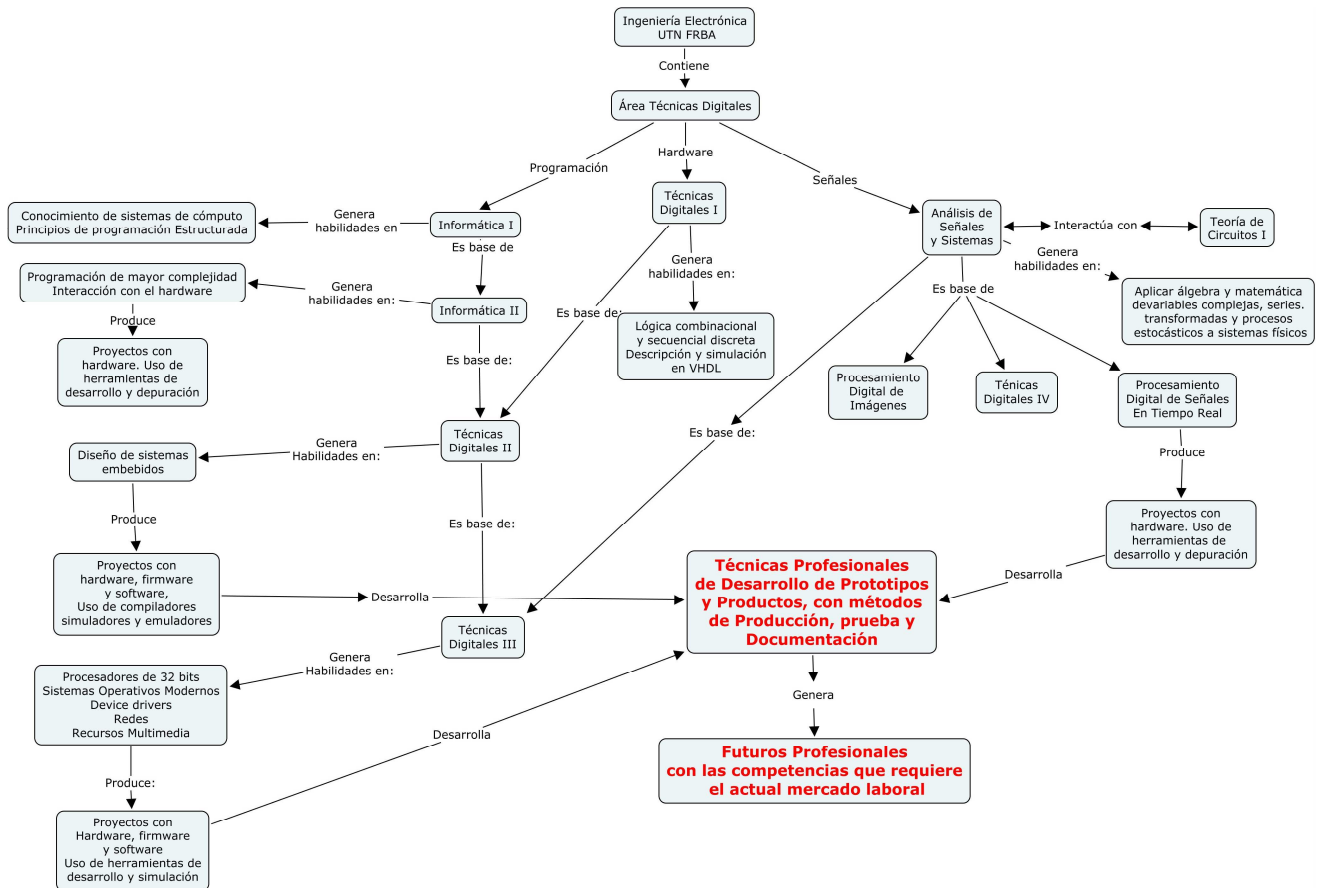 Ingeniería Electrónica
UTN FRBA
Contiene
Área Técnicas Digitales
Programación
Hardware
Señales
Conocimiento de sistemas de cómputo
Principios de programación Estructurada
Genera
habilidades en
Informática I
Técnicas
Digitales I
Análisis de
Señales
y Sistemas
Interactúa con
Teoría de
Circuitos I
Es base de
Genera
habilidades en:
Genera
habilidades en:
Programación de mayor complejidad
Interacción con el hardware
Genera
habilidades en:
Informática II
Es base de
Aplicar álgebra y matemática
devariables complejas, series.
transformadas y procesos
estocásticos a sistemas físicos
Produce
Es base de:
Lógica combinacional
y secuencial discreta
Descripción y simulación
en VHDL
Proyectos con
hardware. Uso de
herramientas de
desarrollo y depuración
Es base de:
Procesamiento
Digital de
Imágenes
Ténicas
Digitales IV
Procesamiento
Digital de Señales
En Tiempo Real
Diseño de sistemas
embebidos
Genera
Habilidades en:
Técnicas
Digitales II
Es base de:
Produce
Produce
Es base de:
Proyectos con
hardware. Uso de
herramientas de
desarrollo y depuración
Proyectos con
hardware, firmware
y software,
Uso de compiladores
simuladores y emuladores
Desarrolla
Técnicas Profesionales
de Desarrollo de Prototipos
y Productos, con métodos
de Producción, prueba y
Documentación
Desarrolla
Técnicas
Digitales III
Genera
Habilidades en:
Procesadores de 32 bits
Sistemas Operativos Modernos
Device drivers
Redes
Recursos Multimedia
Genera
Desarrolla
Futuros Profesionales
con las competencias que requiere
el actual mercado laboral
Produce:
Proyectos con
Hardware, firmware
y software
Uso de herramientas de
desarrollo y simulación